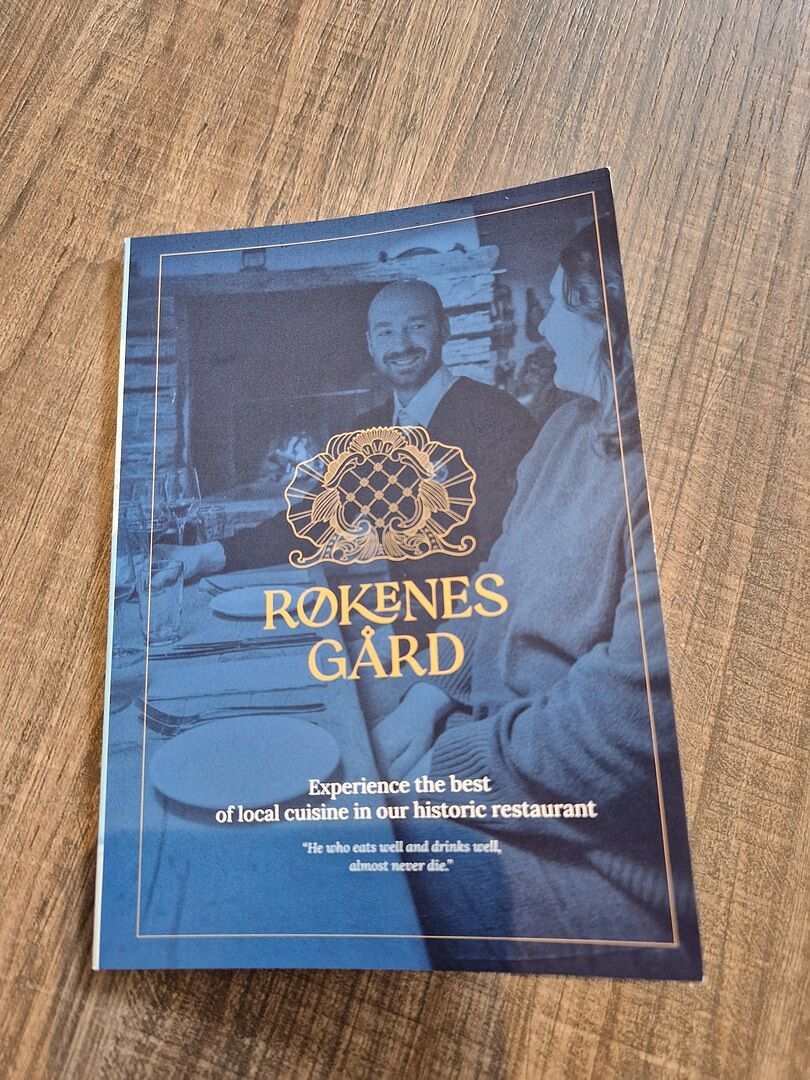 RØKENES
GÅRD
Experience the best
of local cuisine in our historic restaurant
“He who eats well and drinks well,
almost never die.”